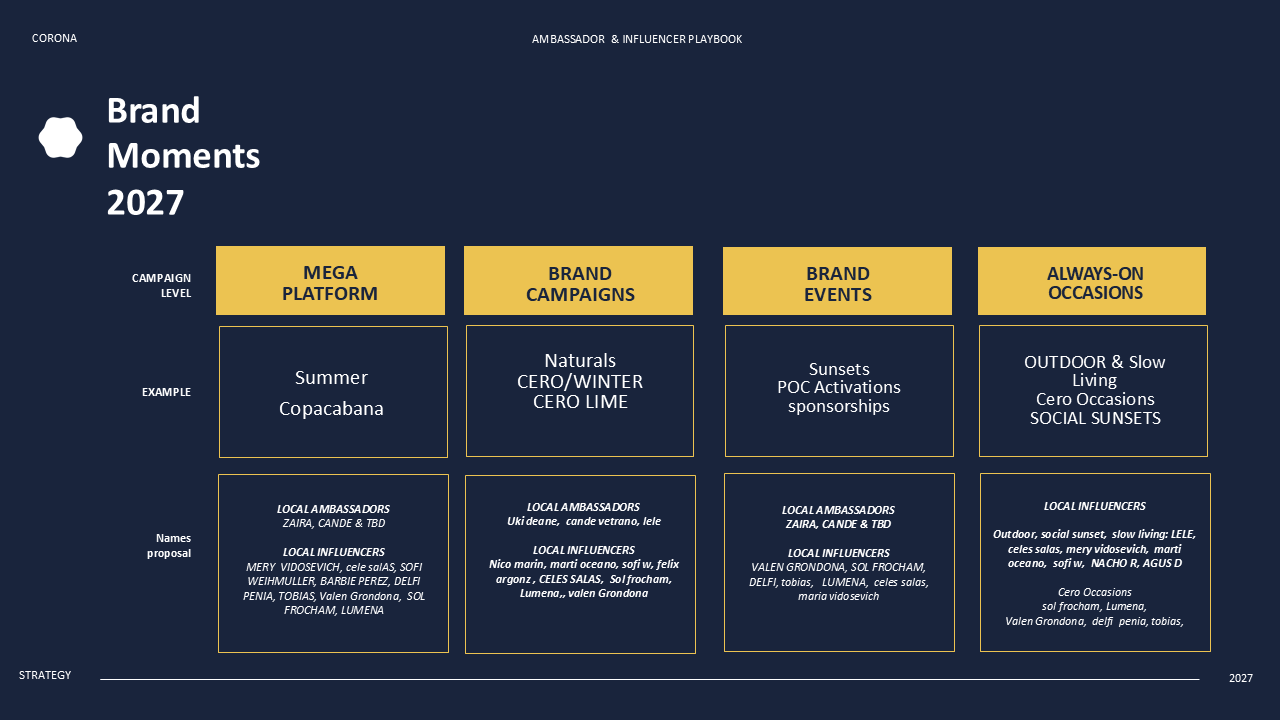 CORONA
AMBASSADOR & INFLUENCER PLAYBOOK
Brand
Moments
2027
CAMPAIGN
LEVEL
MEGA
PLATFORM
BRAND
CAMPAIGNS
BRAND
EVENTS
ALWAYS-ON
OCCASIONS
EXAMPLE
Summer
Copacabana
Naturals
CERO/WINTER
CERO LIME
Sunsets
POC Activations
sponsorships
OUTDOOR & Slow
Living
Cero Occasions
SOCIAL SUNSETS
Names
proposal
LOCAL AMBASSADORS
ZAIRA, CANDE & TBD
LOCAL INFLUENCERS
MERY VIDOSEVICH, cele salAS, SOFI
WEIHMULLER, BARBIE PEREZ, DELFI
PENIA, TOBIAS, Valen Grondona, SOL
FROCHAM, LUMENA
LOCAL AMBASSADORS
Uki deane, cande vetrano, lele
LOCAL INFLUENCERS
Nico marin, marti oceano, sofi w, felix
argonz , CELES SALAS, Sol frocham,
Lumena,, valen Grondona
LOCAL AMBASSADORS
ZAIRA, CANDE & TBD
LOCAL INFLUENCERS
VALEN GRONDONA, SOL FROCHAM,
DELFI, tobias, LUMENA, celes salas,
maria vidosevich
LOCAL INFLUENCERS
Outdoor, social sunset, slow living: LELE,
celes salas, mery vidosevich, marti
oceano, sofi w, NACHO R, AGUS D
Cero Occasions
sol frocham, Lumena,
Valen Grondona, delfi penia, tobias,
STRATEGY
2027